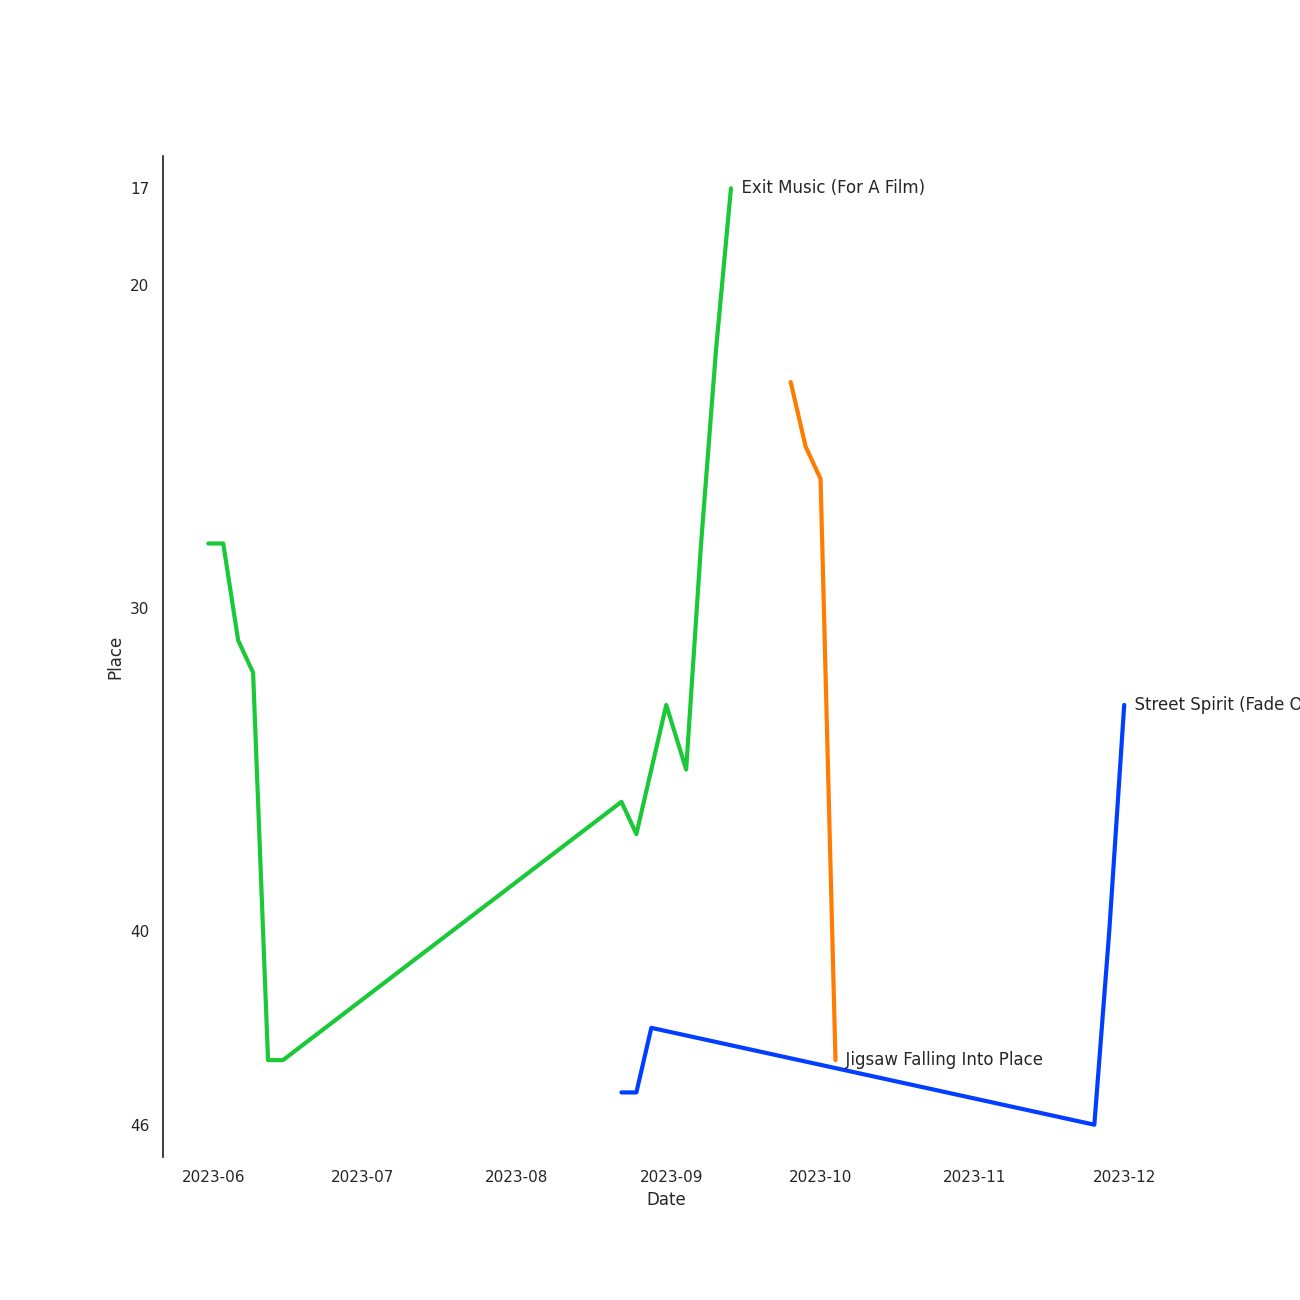 17
Exit Music (For A Film)
20
30
Place
Street Spirit (Fade O
40
Jigsaw Falling Into Place
46
2023-06
2023-07
2023-08
2023-09
2023-10
2023-11
2023-12
Date